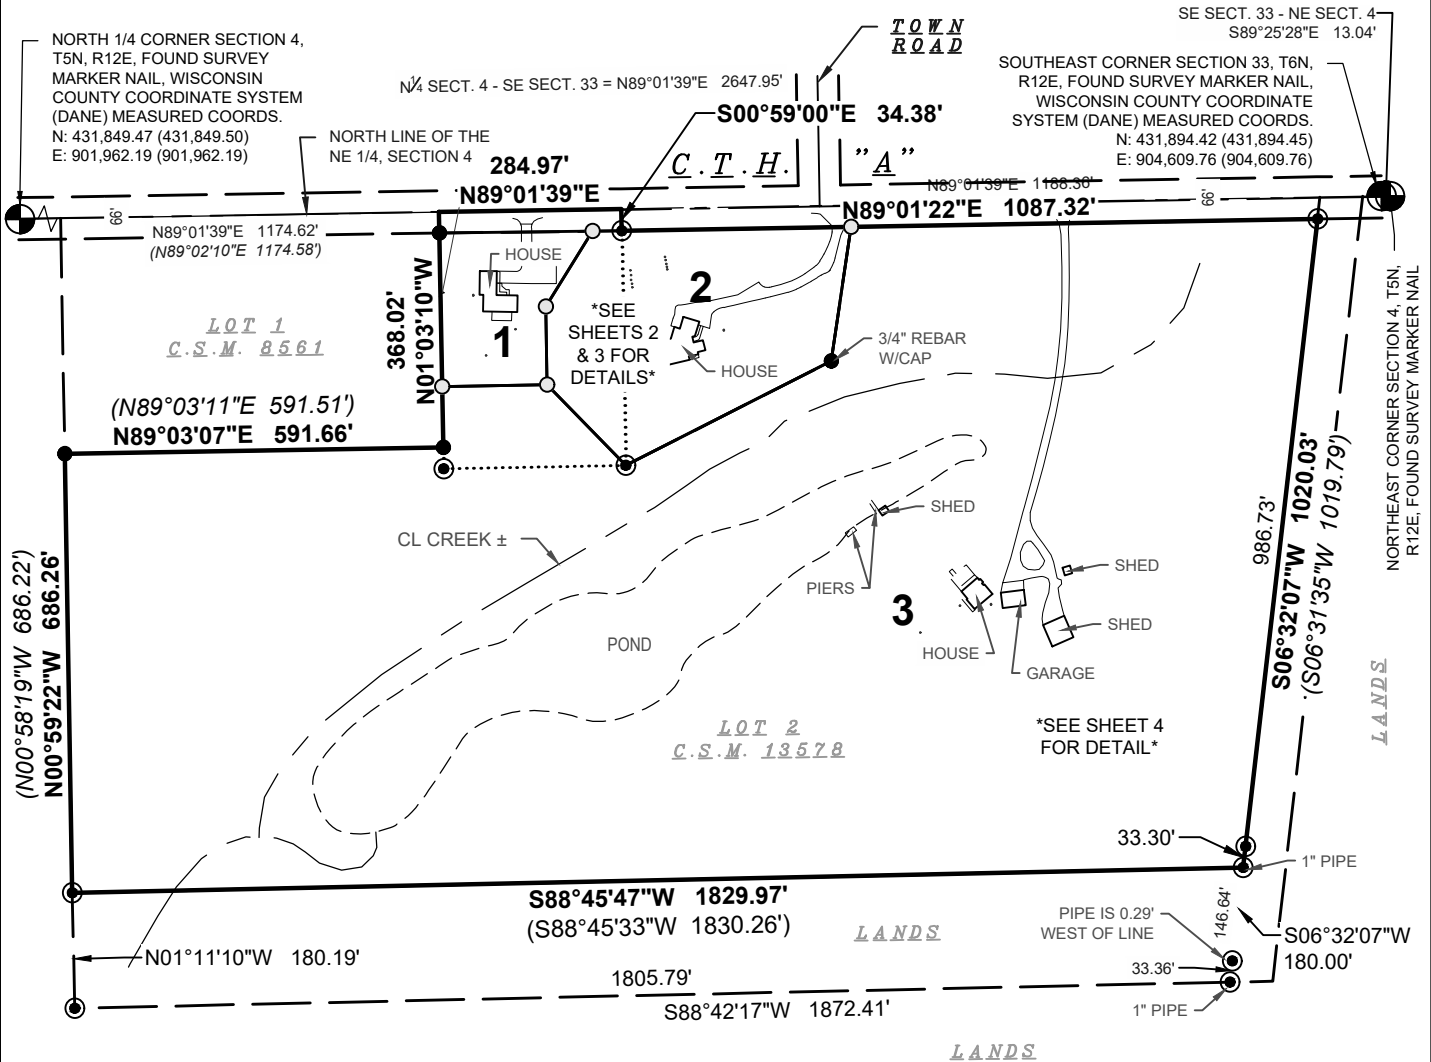 NORTH 1/4 CORNER SECTION 4,
T5N, R12E, FOUND SURVEY
MARKER NAIL, WISCONSIN
COUNTY COORDINATE SYSTEM
(DANE) MEASURED COORDS.
N: 431,849.47 (431,849.50)
E: 901,962.19 (901,962.19)
NORTH LINE OF THE
NE 1/4, SECTION 4
N1/4 SECT. 4 - SE SECT. 33 = N89°01'39"E 2647.95'
TOWN
ROAD
SE SECT. 33 - NE SECT. 4
S89°25'28"E 13.04'
SOUTHEAST CORNER SECTION 33, T6N,
R12E, FOUND SURVEY MARKER NAIL,
WISCONSIN COUNTY COORDINATE
SYSTEM (DANE) MEASURED COORDS.
N: 431,894.42 (431,894.45)
E: 904,609.76 (904,609.76)
S00°59'00"E 34.38'
284.97'
N89°01'39"E
C.T.H. "A"
N89°01'39"E 1188.36'
N89°01'22"E 1087.32'
66'
66'
N89°01'39"E 1174.62'
(N89°02'10"E 1174.58')
LOT 1
C.S.M. 8561
368.02'
N01°03'10"W
HOUSE
1
2
*SEE
SHEETS 2
& 3 FOR
DETAILS*
HOUSE
3/4" REBAR
W/CAP
NORTHEAST CORNER SECTION 4, T5N,
R12E, FOUND SURVEY MARKER NAIL
(N89°03'11"E 591.51')
N89°03'07"E 591.66'
(N00°58'19"W 686.22')
N00°59'22"W 686.26'
CL CREEK ±
SHED
PIERS
POND
3
HOUSE
GARAGE
SHED
SHED
986.73'
S06°32'07"W 1020.03'
(S06°31'35"W 1019.79')
LANDS
LOT 2
C.S.M. 13578
*SEE SHEET 4
FOR DETAIL*
33.30'
1" PIPE
S88°45'47"W 1829.97'
(S88°45'33"W 1830.26')
LANDS
PIPE IS 0.29'
WEST OF LINE
146.64'
S06°32'07"W
180.00'
N01°11'10"W 180.19'
1805.79'
33.36'
S88°42'17"W 1872.41'
1" PIPE
LANDS